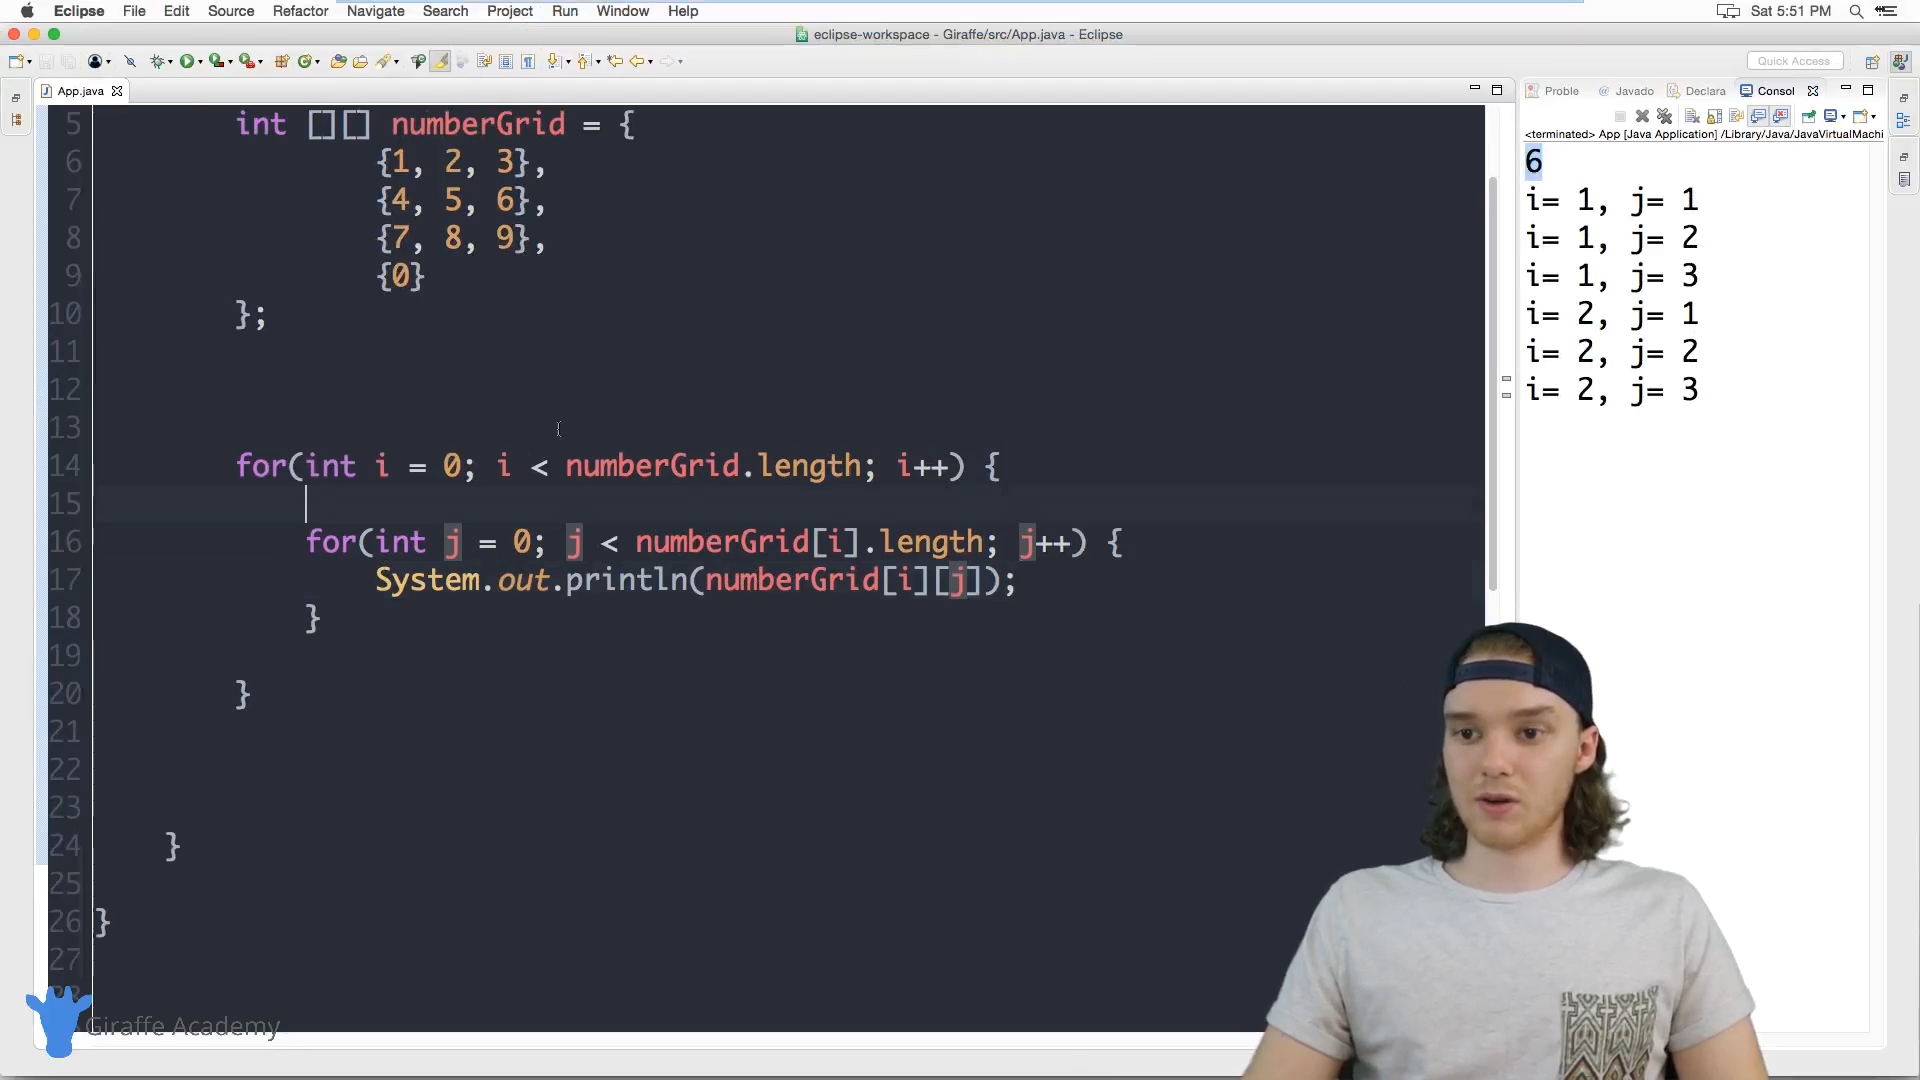 Eclipse File Edit Source Refactor Navigate Search Project Run Window Help Sat 5:51 PM
eclipse-workspace - Giraffe/src/App.java - Eclipse
Quick Access
App.java
5 int [][] numberGrid = {
6 {1, 2, 3},
7 {4, 5, 6},
8 {7, 8, 9},
9 {0}
10 };
11
12
13
14 for(int i = 0; i < numberGrid.length; i++) {
15
16 for(int j = 0; j < numberGrid[i].length; j++) {
17 System.out.println(numberGrid[i][j]);
18 }
19
20 }
21
22
23
24 }
25
26 }
27
Giraffe Academy
Proble Javado Declara Consol
<terminated> App [Java Application] /Library/Java/JavaVirtualMachi
6
i= 1, j= 1
i= 1, j= 2
i= 1, j= 3
i= 2, j= 1
i= 2, j= 2
i= 2, j= 3